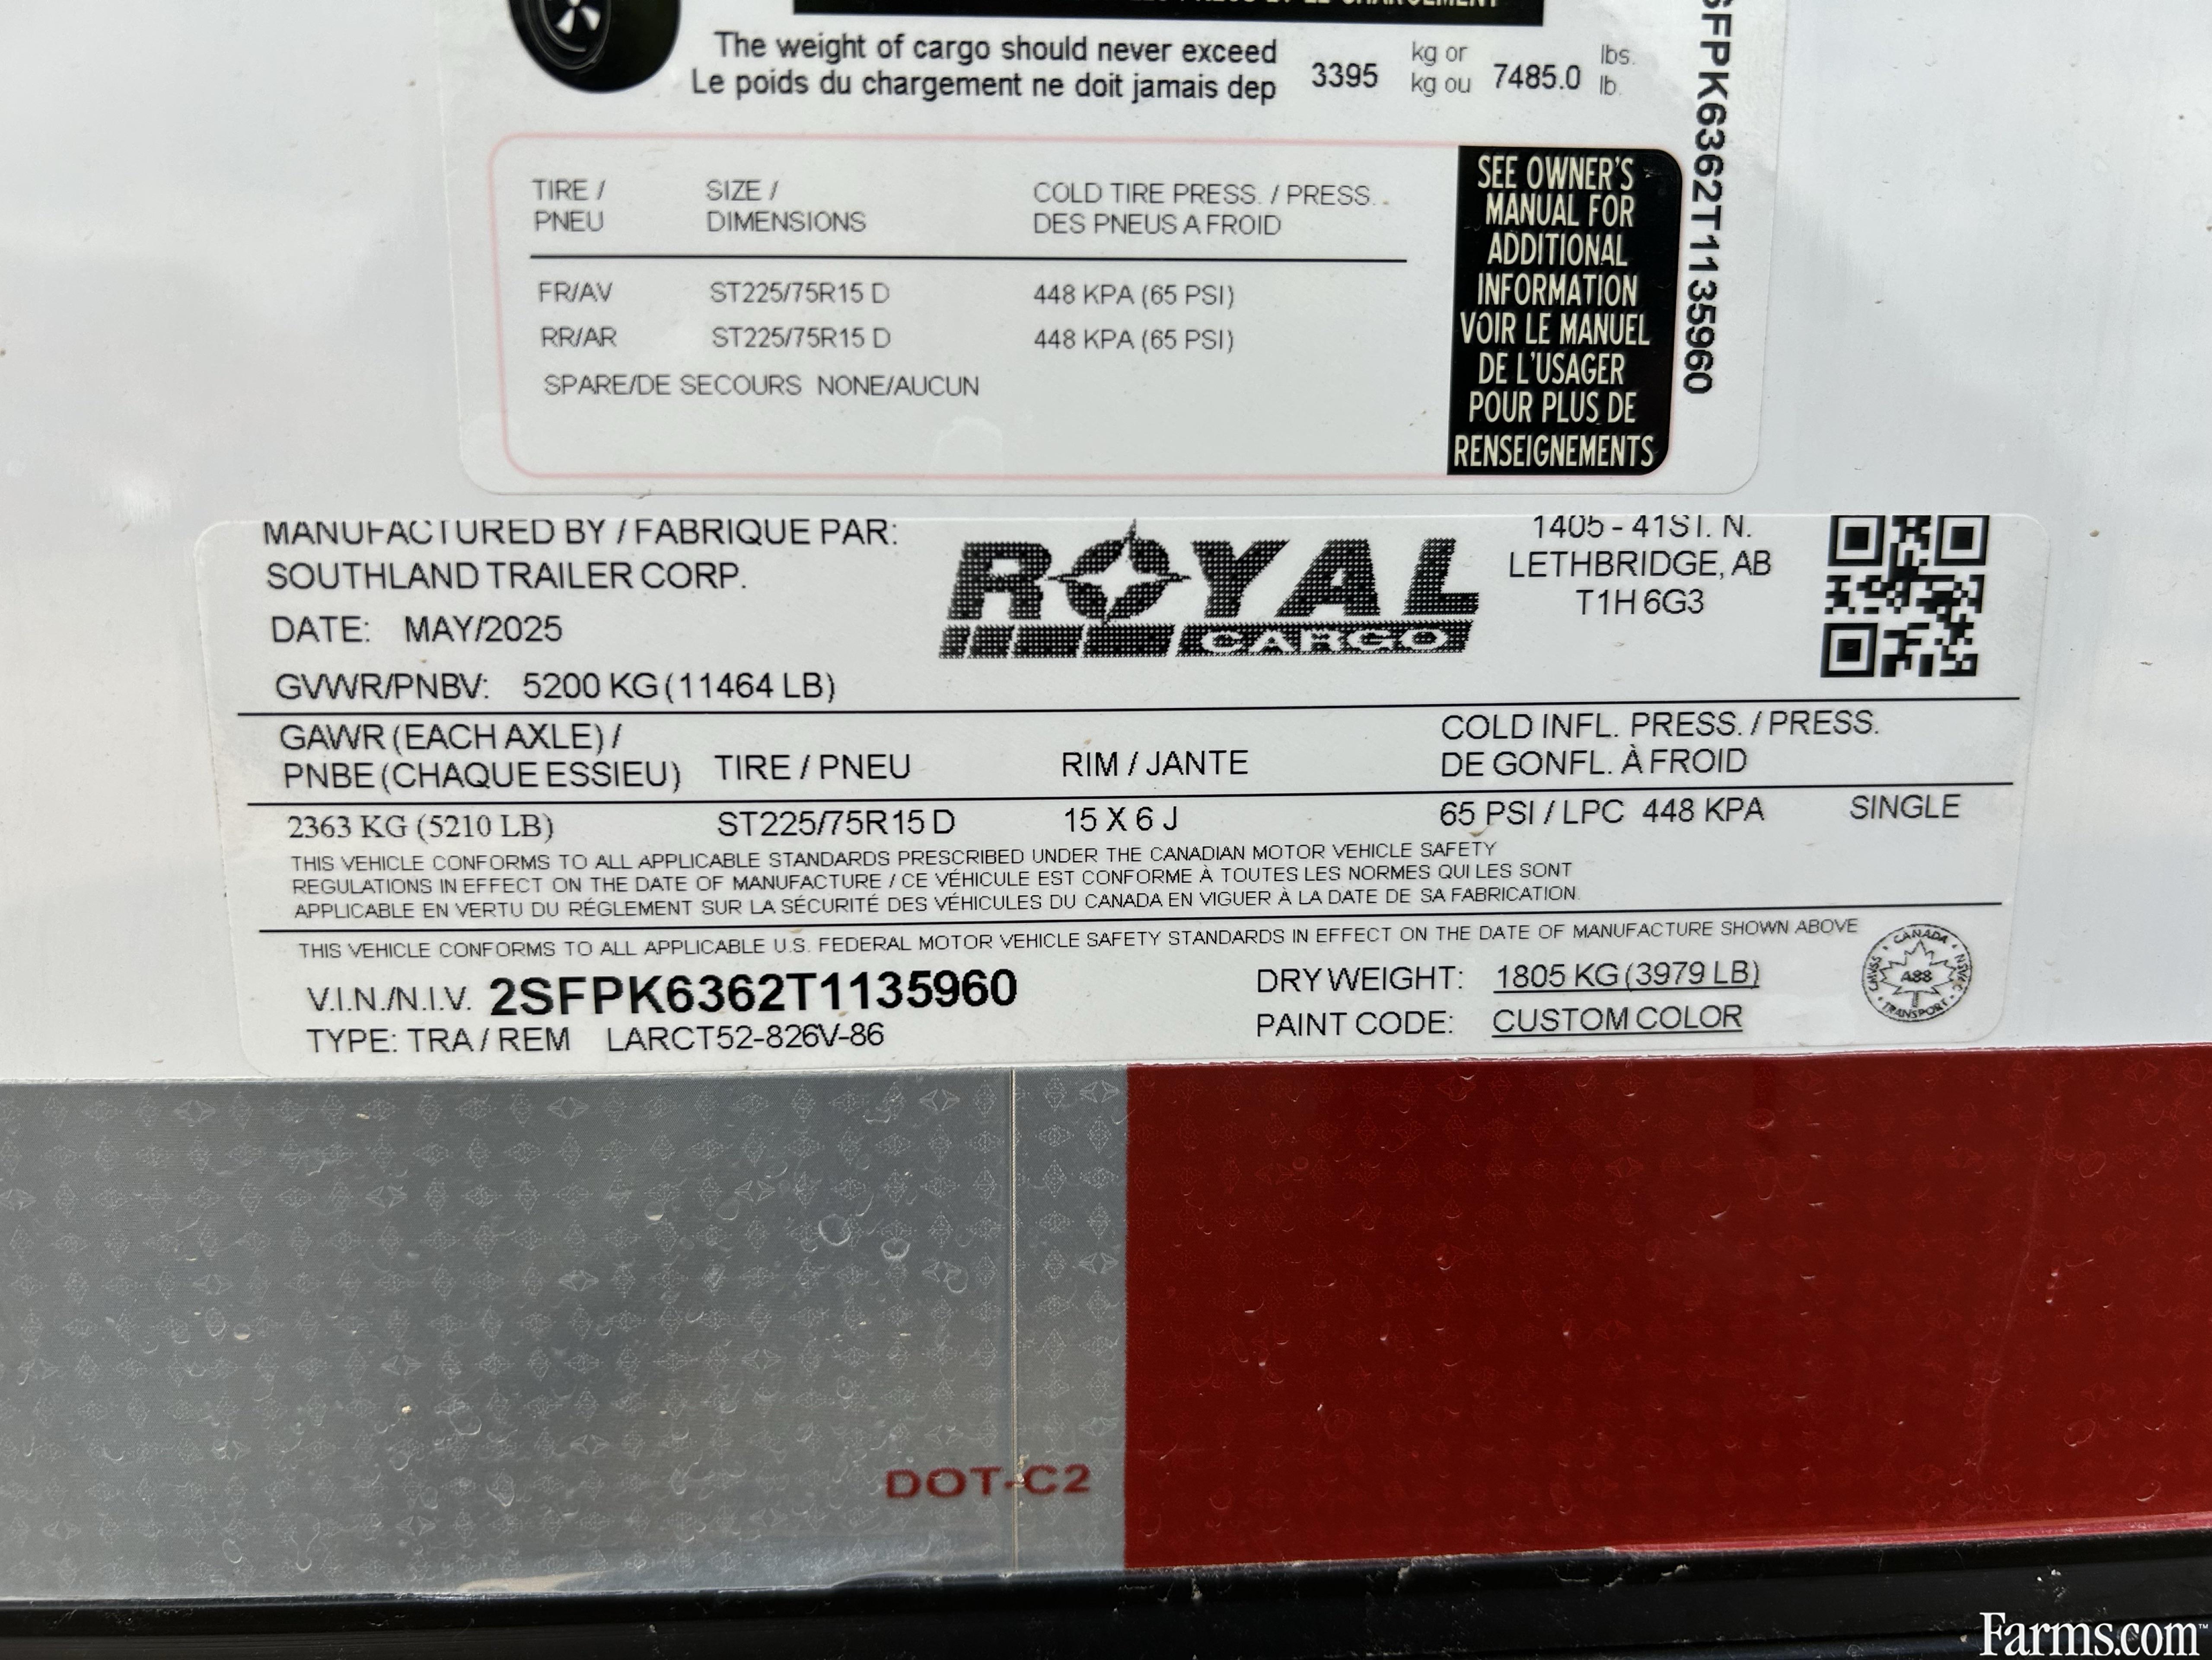 The weight of cargo should never exceed
Le poids du chargement ne doit jamais dep
3395 kg or kg ou 7485.0 lbs. lb.
TIRE / PNEU
SIZE / DIMENSIONS
COLD TIRE PRESS. / PRESS.
DES PNEUS A FROID
FR/AV ST225/75R15 D 448 KPA (65 PSI)
RR/AR ST225/75R15 D 448 KPA (65 PSI)
SPARE/DE SECOURS NONE/AUCUN
SEE OWNER'S
MANUAL FOR
ADDITIONAL
INFORMATION
VOIR LE MANUEL
DE L'USAGER
POUR PLUS DE
RENSEIGNEMENTS
SFPK6362T1135960
MANUFACTURED BY / FABRIQUE PAR:
SOUTHLAND TRAILER CORP.
DATE: MAY/2025
GVWR/PNBV: 5200 KG (11464 LB)
ROYAL
CARGO
1405 - 41 ST. N.
LETHBRIDGE, AB
T1H 6G3
GAWR (EACH AXLE) /
PNBE (CHAQUE ESSIEU)
TIRE / PNEU
RIM / JANTE
COLD INFL. PRESS. / PRESS.
DE GONFL. À FROID
2363 KG (5210 LB) ST225/75R15 D 15 X 6 J 65 PSI / LPC 448 KPA SINGLE
THIS VEHICLE CONFORMS TO ALL APPLICABLE STANDARDS PRESCRIBED UNDER THE CANADIAN MOTOR VEHICLE SAFETY
REGULATIONS IN EFFECT ON THE DATE OF MANUFACTURE / CE VÉHICULE EST CONFORME À TOUTES LES NORMES QUI LES SONT
APPLICABLE EN VERTU DU RÉGLEMENT SUR LA SÉCURITÉ DES VÉHICULES DU CANADA EN VIGUER À LA DATE DE SA FABRICATION.
THIS VEHICLE CONFORMS TO ALL APPLICABLE U.S. FEDERAL MOTOR VEHICLE SAFETY STANDARDS IN EFFECT ON THE DATE OF MANUFACTURE SHOWN ABOVE
V.I.N./N.I.V. 2SFPK6362T1135960
TYPE: TRA / REM LARCT52-826V-86
DRY WEIGHT: 1805 KG (3979 LB)
PAINT CODE: CUSTOM COLOR
CANADA
A88
TRANSPORT
DOT-C2
Farms.com